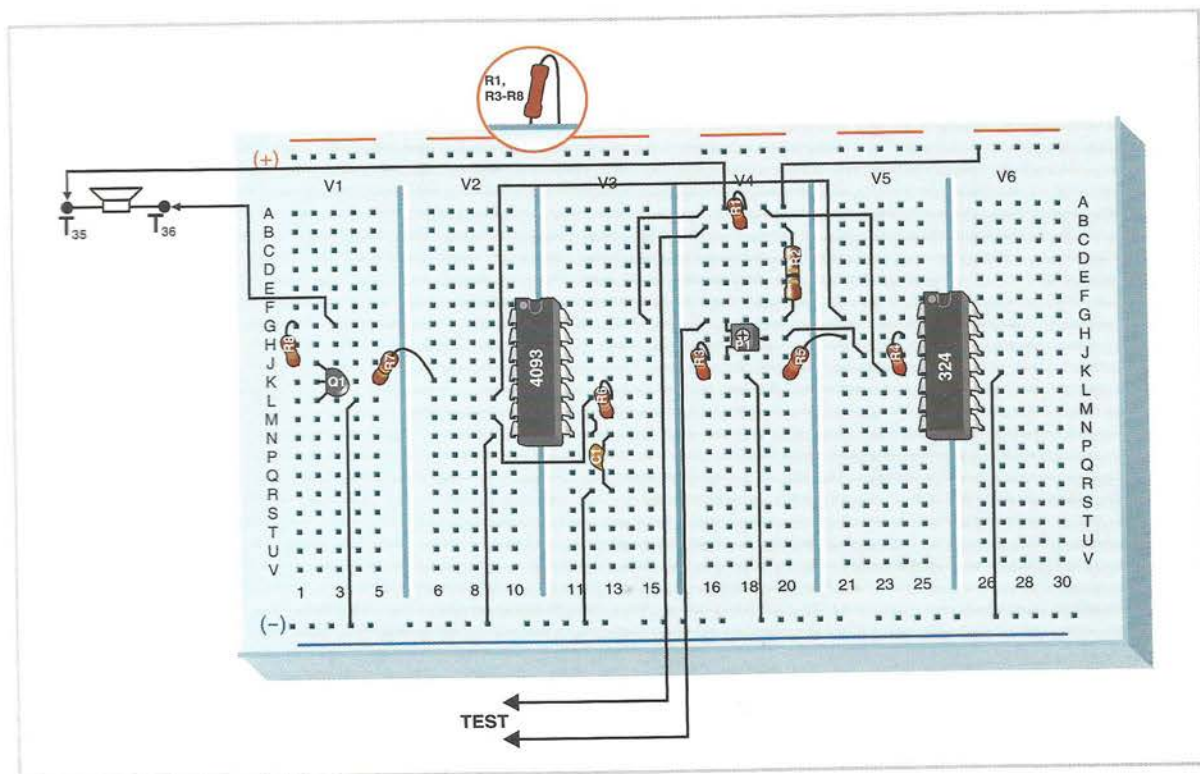 R1,
R3-R8
(+)
V1 V2 V3 V4 V5 V6
35 36
A A
B B
C C
D D
E E
F F
G G
H H
J J
K K
L L
M M
N N
P P
Q Q
R R
S S
T T
U U
V V
R1
R2
R8
R7
Q1
4093
R6
C1
R3
P1
R5
R4
324
1 3 5 6 8 10 11 13 15 16 18 20 21 23 25 26 28 30
(−)
TEST